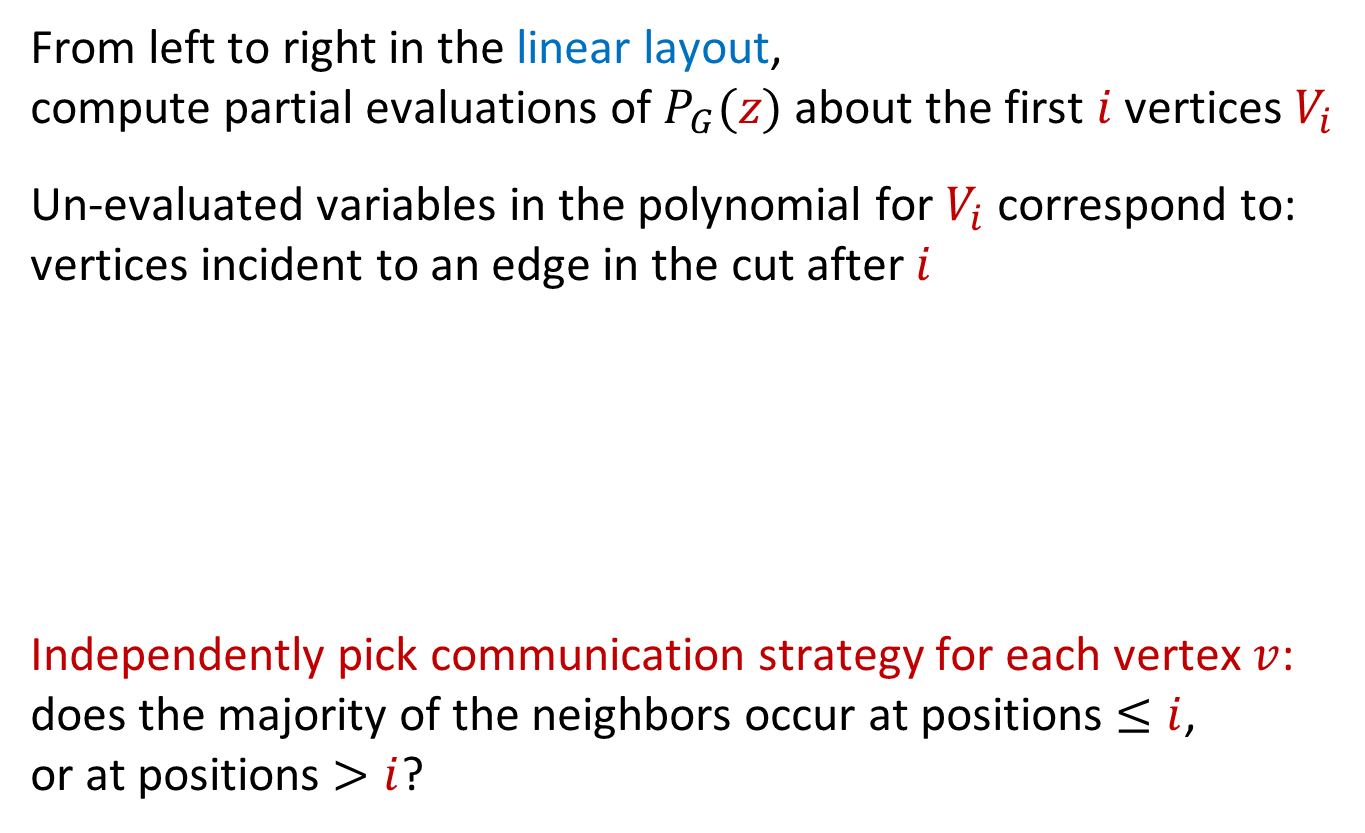 From left to right in the linear layout,
compute partial evaluations of $P_G(z)$ about the first $i$ vertices $V_i$
Un-evaluated variables in the polynomial for $V_i$ correspond to:
vertices incident to an edge in the cut after $i$
Independently pick communication strategy for each vertex $v$:
does the majority of the neighbors occur at positions $\leq i$,
or at positions $> i$?